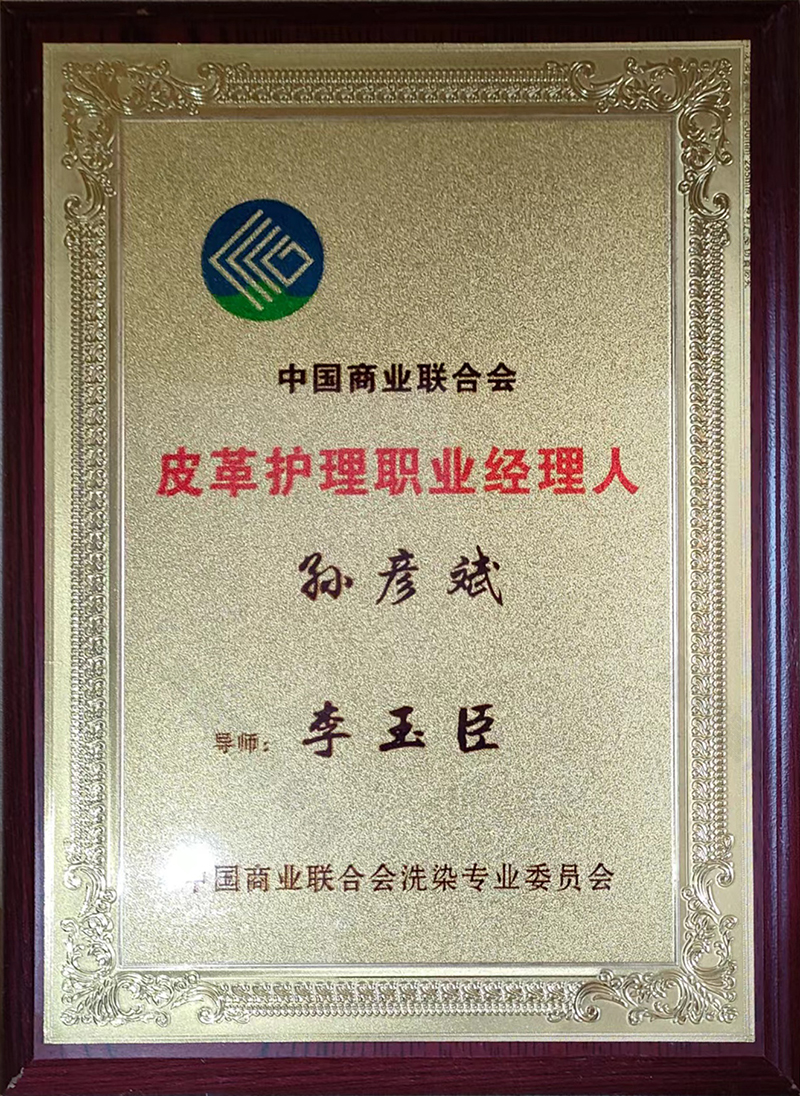 中国商业联合会
皮革护理职业经理人
孙彦斌
导师：李玉臣
中国商业联合会洗染专业委员会